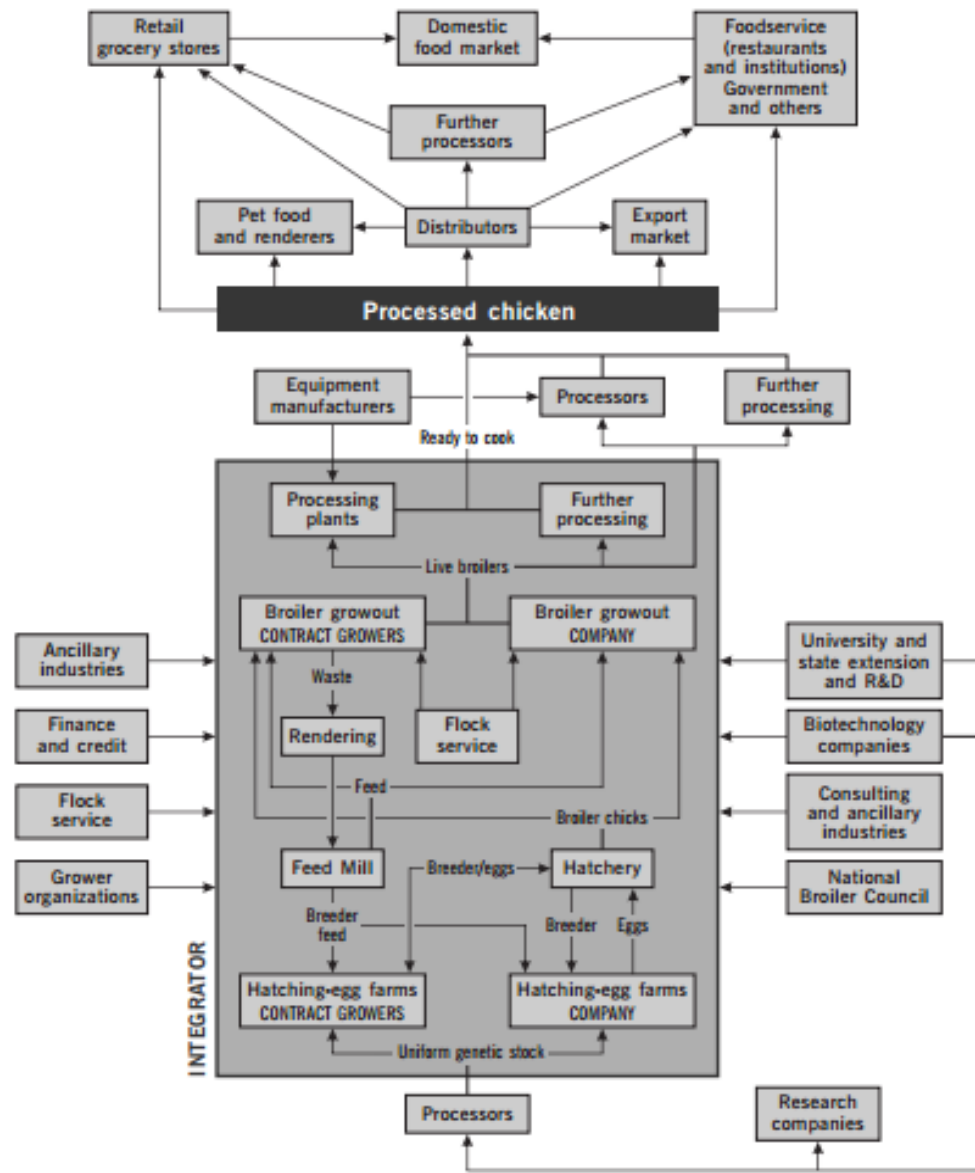 Retail
grocery stores
Domestic
food market
Foodservice
(restaurants
and institutions)
Government
and others
Further
processors
Pet food
and renderers
Distributors
Export
market
Processed chicken
Equipment
manufacturers
Processors
Further
processing
Ready to cook
Processing
plants
Further
processing
Live broilers
Broiler growout
CONTRACT GROWERS
Broiler growout
COMPANY
Ancillary
industries
University and
state extension
and R&D
Waste
Finance
and credit
Rendering
Flock
service
Biotechnology
companies
Feed
Flock
service
Broiler chicks
Consulting
and ancillary
industries
Feed Mill
Breeder/eggs
Hatchery
Grower
organizations
National
Broiler Council
Breeder
feed
Breeder
Eggs
INTEGRATOR
Hatching-egg farms
CONTRACT GROWERS
Hatching-egg farms
COMPANY
Uniform genetic stock
Processors
Research
companies